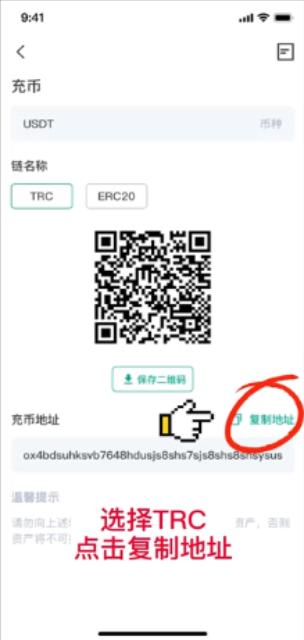 9:41
充币
USDT 币种
链名称
TRC ERC20
保存二维码
充币地址 复制地址
ox4bdsuhksvb7648hdusjs8shs7sjs8shs8shsysus
温馨提示
请勿向上述 资产，否则
资产将不可
选择TRC
点击复制地址